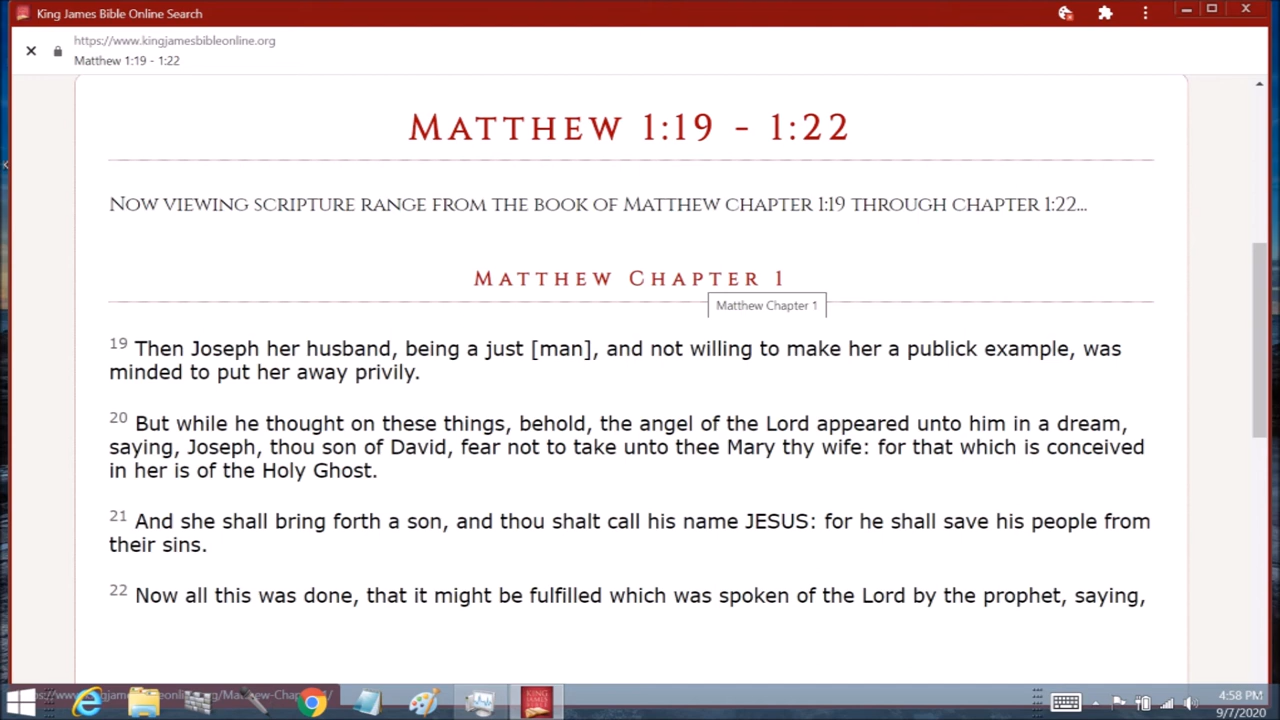 King James Bible Online Search
https://www.kingjamesbibleonline.org
Matthew 1:19 - 1:22
Matthew 1:19 - 1:22
Now viewing scripture range from the book of Matthew chapter 1:19 through chapter 1:22...
Matthew Chapter 1
Matthew Chapter 1
19 Then Joseph her husband, being a just [man], and not willing to make her a publick example, was
minded to put her away privily.
20 But while he thought on these things, behold, the angel of the Lord appeared unto him in a dream,
saying, Joseph, thou son of David, fear not to take unto thee Mary thy wife: for that which is conceived
in her is of the Holy Ghost.
21 And she shall bring forth a son, and thou shalt call his name JESUS: for he shall save his people from
their sins.
22 Now all this was done, that it might be fulfilled which was spoken of the Lord by the prophet, saying,
KING
JAMES
BIBLE
4:58 PM
9/7/2020